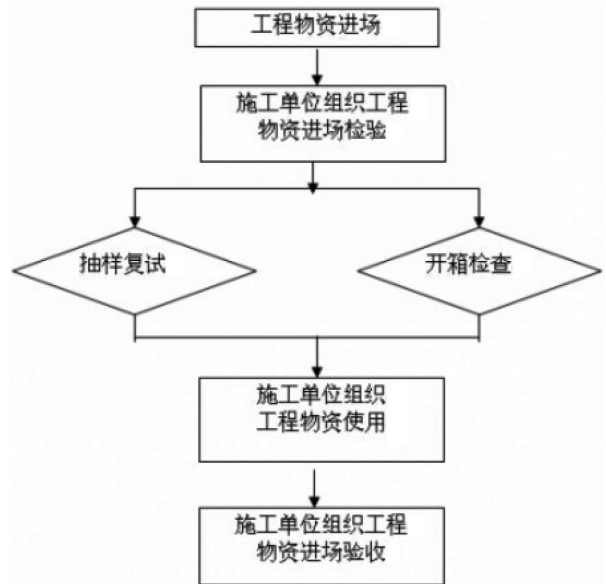 工程物资进场
施工单位组织工程
物资进场检验
抽样复试
开箱检查
施工单位组织
工程物资使用
施工单位组织工程
物资进场验收